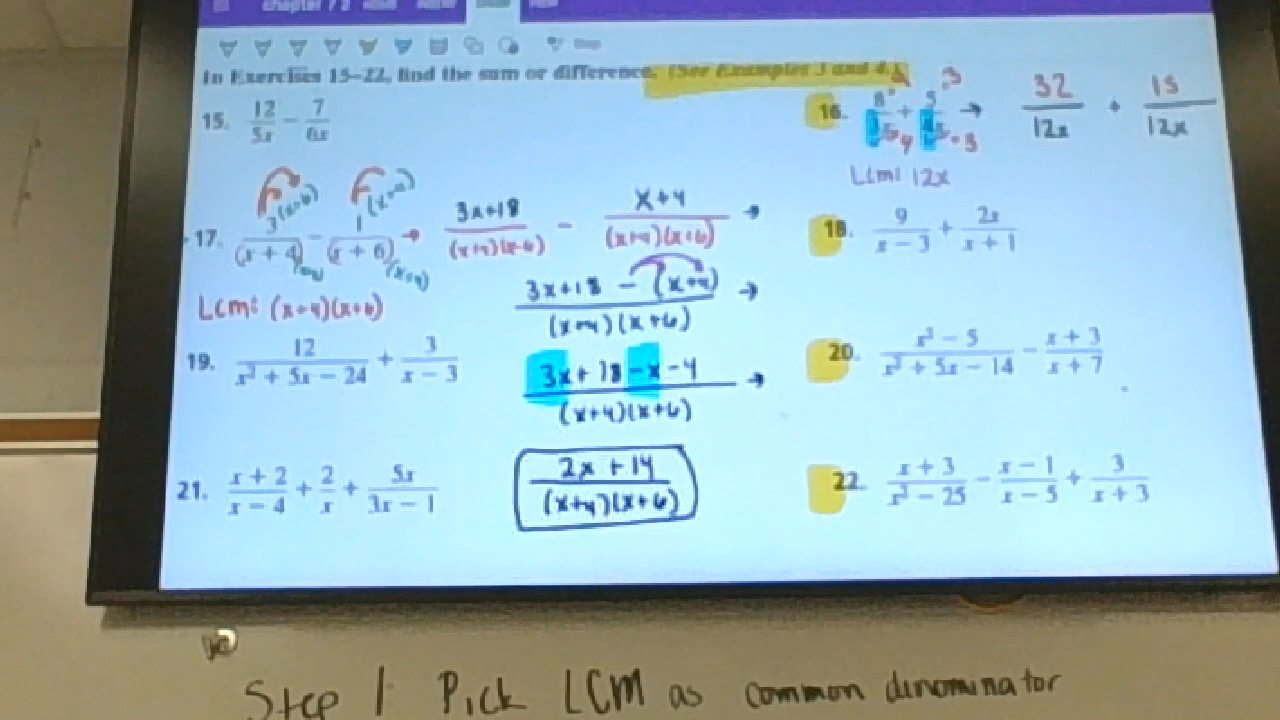 In Exercises 15–22, find the sum or difference. (See Examples 3 and 4.)
15. 12/5x − 7/6x
16. 8/3x + 5/4x → 32/12x + 15/12x
Lcm: 12x
17. 3(x+6)/(x + 4) − 1/(x + 6) → 3x+18/(x+4)(x+6) − x+4/(x+4)(x+6) →
Lcm: (x+4)(x+6)
3x+18 − (x+4)/(x+4)(x+6) →
3x+18 −x −4/(x+4)(x+6) →
2x +14/(x+4)(x+6)
18. 9/x − 3 + 2x/x + 1
19. 12/x² + 5x − 24 + 3/x − 3
20. x² − 5/x² + 5x − 14 − x + 3/x + 7
21. x + 2/x − 4 + 2/x + 5x/3x − 1
22. x + 3/x² − 25 − x − 1/x − 5 + 3/x + 3
Step 1 Pick LCM as common denominator